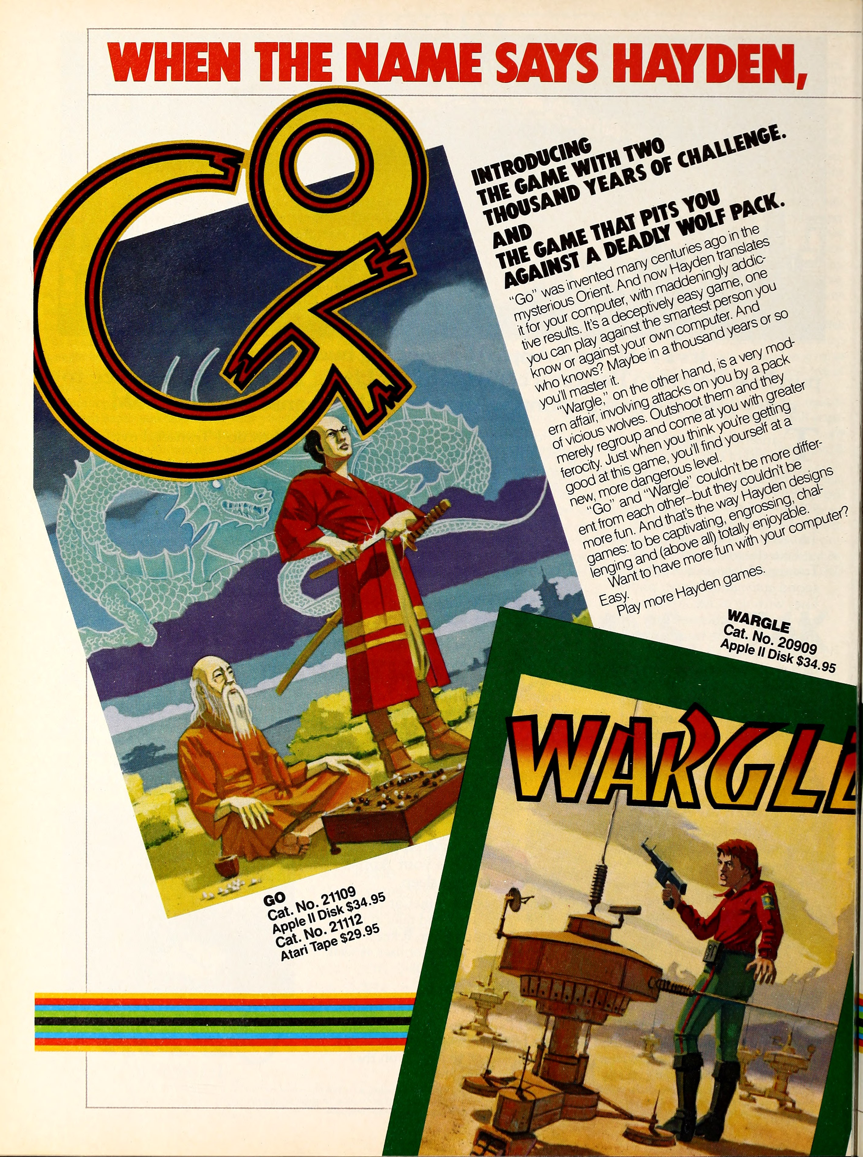 WHEN THE NAME SAYS HAYDEN,
GO
INTRODUCING
THE GAME WITH TWO
THOUSAND YEARS OF CHALLENGE.
AND
THE GAME THAT PITS YOU
AGAINST A DEADLY WOLF PACK.
"Go" was invented many centuries ago in the
mysterious Orient. And now Hayden translates
it for your computer, with maddeningly addic-
tive results. It's a deceptively easy game, one
you can play against the smartest person you
know or against your own computer. And
who knows? Maybe in a thousand years or so
you'll master it.
"Wargle," on the other hand, is a very mod-
ern affair, involving attacks on you by a pack
of vicious wolves. Outshoot them and they
merely regroup and come at you with greater
ferocity. Just when you think you're getting
good at this game, you'll find yourself at a
new, more dangerous level.
"Go" and "Wargle" couldn't be more differ-
ent from each other–but they couldn't be
more fun. And that's the way Hayden designs
games: to be captivating, engrossing, chal-
lenging and (above all) totally enjoyable.
Want to have more fun with your computer?
Easy.
Play more Hayden games.
WARGLE
Cat. No. 20909
Apple II Disk $34.95
WARGLE
GO
Cat. No. 21109
Apple II Disk $34.95
Cat. No. 21112
Atari Tape $29.95